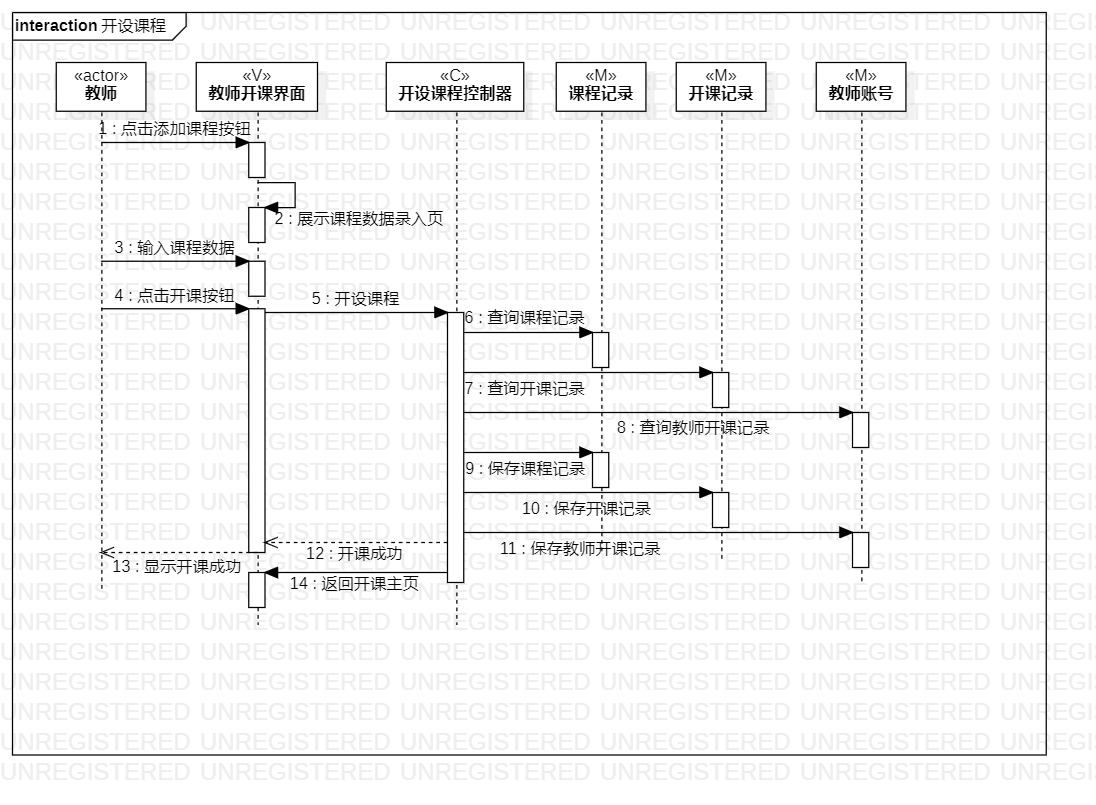 interaction 开设课程
«actor»
教师
«V»
教师开课界面
«C»
开设课程控制器
«M»
课程记录
«M»
开课记录
«M»
教师账号
1 : 点击添加课程按钮
2 : 展示课程数据录入页
3 : 输入课程数据
4 : 点击开课按钮
5 : 开设课程
6 : 查询课程记录
7 : 查询开课记录
8 : 查询教师开课记录
9 : 保存课程记录
10 : 保存开课记录
11 : 保存教师开课记录
12 : 开课成功
13 : 显示开课成功
14 : 返回开课主页
UNREGISTERED